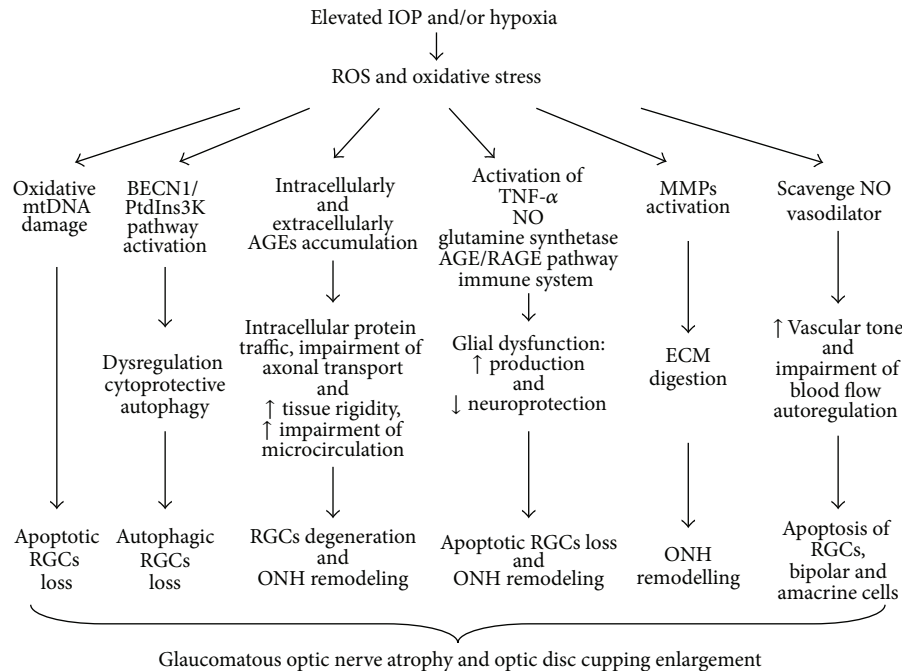 Elevated IOP and/or hypoxia
ROS and oxidative stress
Oxidative
mtDNA
damage
BECN1/
PtdIns3K
pathway
activation
Intracellularly
and
extracellularly
AGEs accumulation
Activation of
TNF-α
NO
glutamine synthetase
AGE/RAGE pathway
immune system
MMPs
activation
Scavenge NO
vasodilator
Dysregulation
cytoprotective
autophagy
Intracellular protein
traffic, impairment of
axonal transport
and
↑ tissue rigidity,
↑ impairment of
microcirculation
Glial dysfunction:
↑ production
and
↓ neuroprotection
ECM
digestion
↑ Vascular tone
and
impairment of
blood flow
autoregulation
Apoptotic
RGCs
loss
Autophagic
RGCs
loss
RGCs degeneration
and
ONH remodeling
Apoptotic RGCs loss
and
ONH remodeling
ONH
remodelling
Apoptosis of
RGCs,
bipolar and
amacrine cells
Glaucomatous optic nerve atrophy and optic disc cupping enlargement